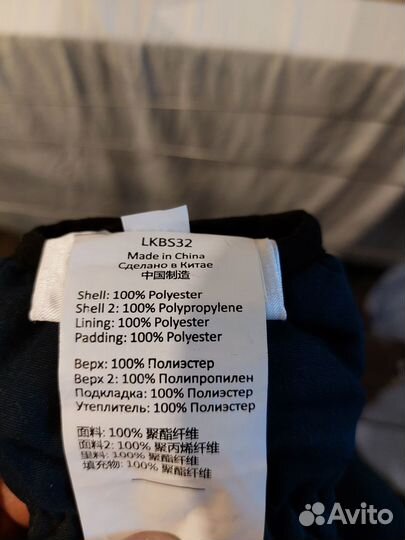 LKBS32
Made in China
Сделано в Китае
中国制造
Shell: 100% Polyester
Shell 2: 100% Polypropylene
Lining: 100% Polyester
Padding: 100% Polyester
Верх: 100% Полиэстер
Верх 2: 100% Полипропилен
Подкладка: 100% Полиэстер
Утеплитель: 100% Полиэстер
面料: 100% 聚酯纤维
面料2: 100% 聚丙烯纤维
里料: 100% 聚酯纤维
填充物: 100% 聚酯纤维
Avito